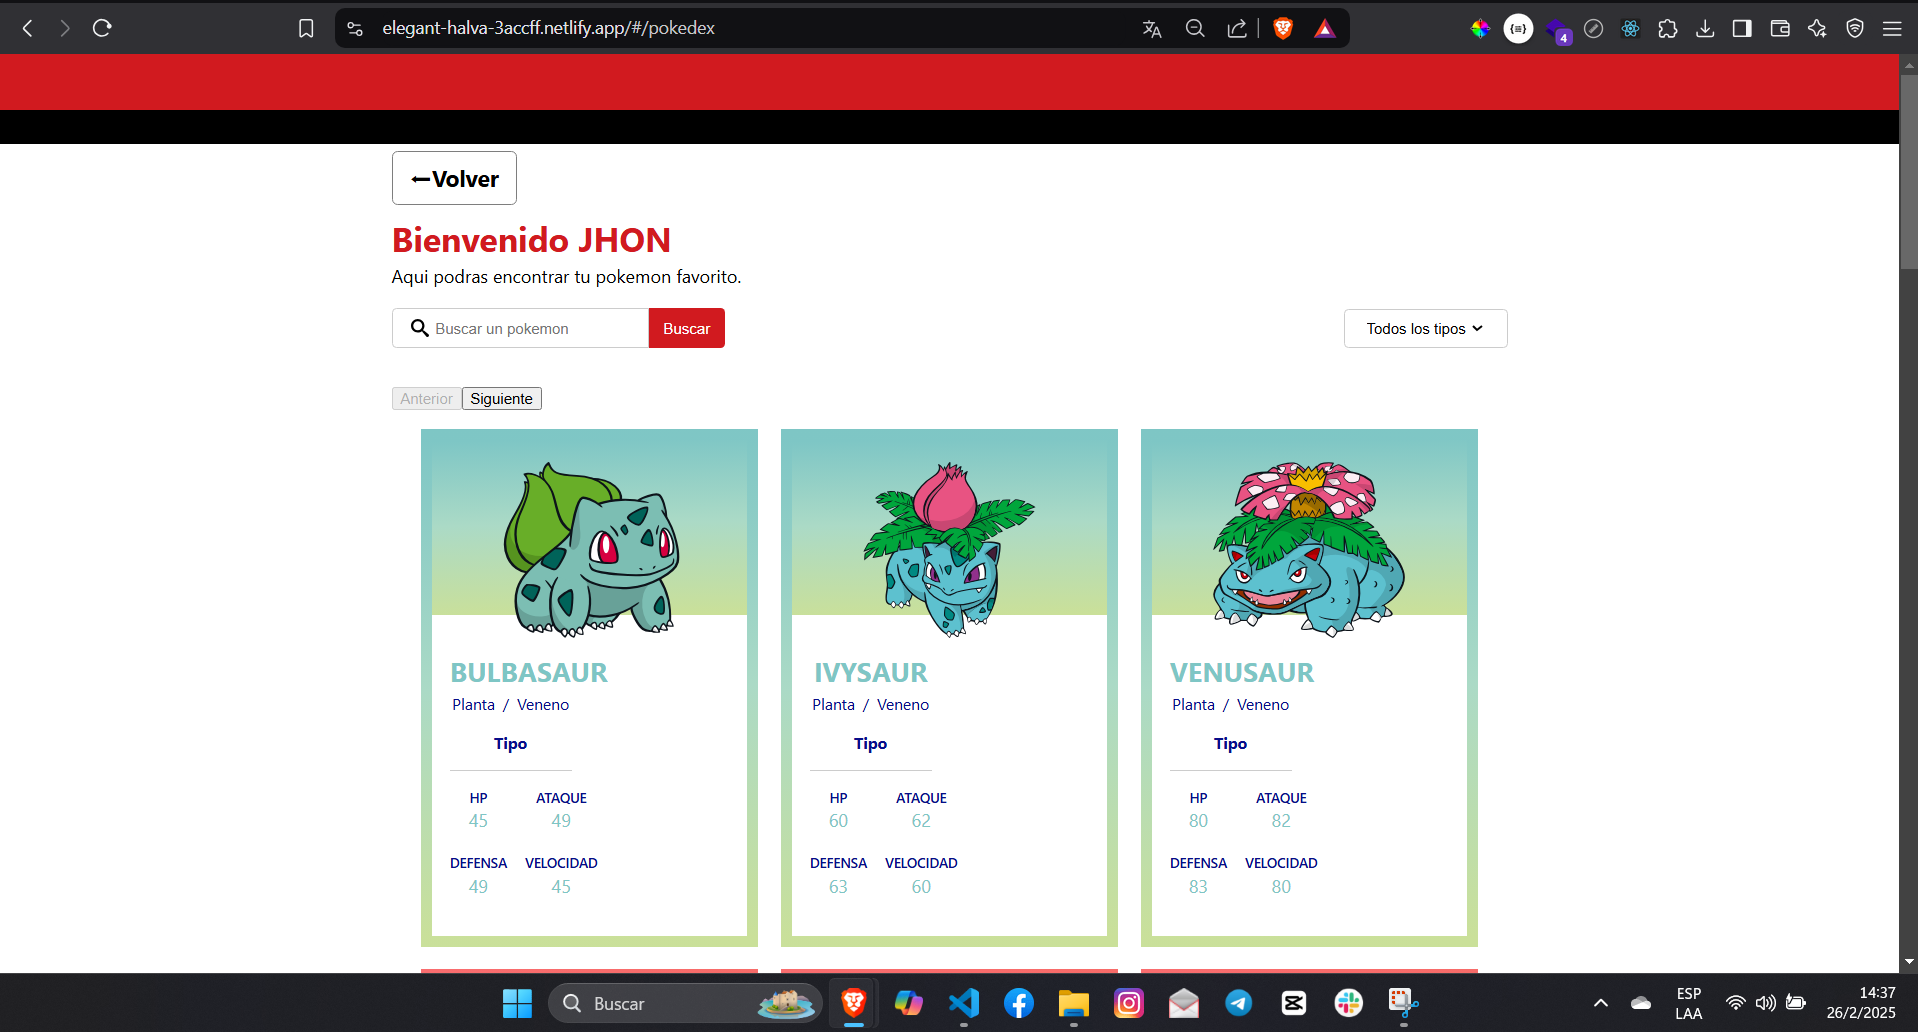 elegant-halva-3accff.netlify.app/#/pokedex
4
←Volver
Bienvenido JHON
Aqui podras encontrar tu pokemon favorito.
Buscar un pokemon Buscar Todos los tipos
Anterior Siguiente
BULBASAUR
Planta / Veneno
Tipo
HP ATAQUE
45 49
DEFENSA VELOCIDAD
49 45
IVYSAUR
Planta / Veneno
Tipo
HP ATAQUE
60 62
DEFENSA VELOCIDAD
63 60
VENUSAUR
Planta / Veneno
Tipo
HP ATAQUE
80 82
DEFENSA VELOCIDAD
83 80
Buscar
ESP
LAA
14:37
26/2/2025